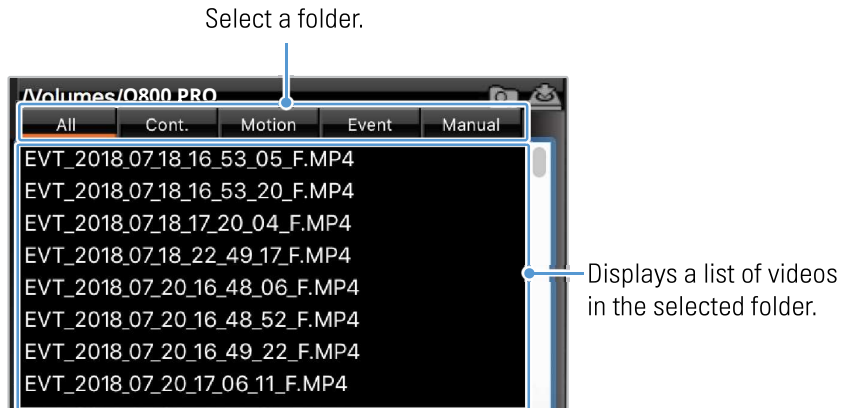 Select a folder.
/Volumes/Q800 PRO
All Cont. Motion Event Manual
EVT_2018_07_18_16_53_05_F.MP4
EVT_2018_07_18_16_53_20_F.MP4
EVT_2018_07_18_17_20_04_F.MP4
EVT_2018_07_18_22_49_17_F.MP4
EVT_2018_07_20_16_48_06_F.MP4
Displays a list of videos
in the selected folder.
EVT_2018_07_20_16_48_52_F.MP4
EVT_2018_07_20_16_49_22_F.MP4
EVT_2018_07_20_17_06_11_F.MP4